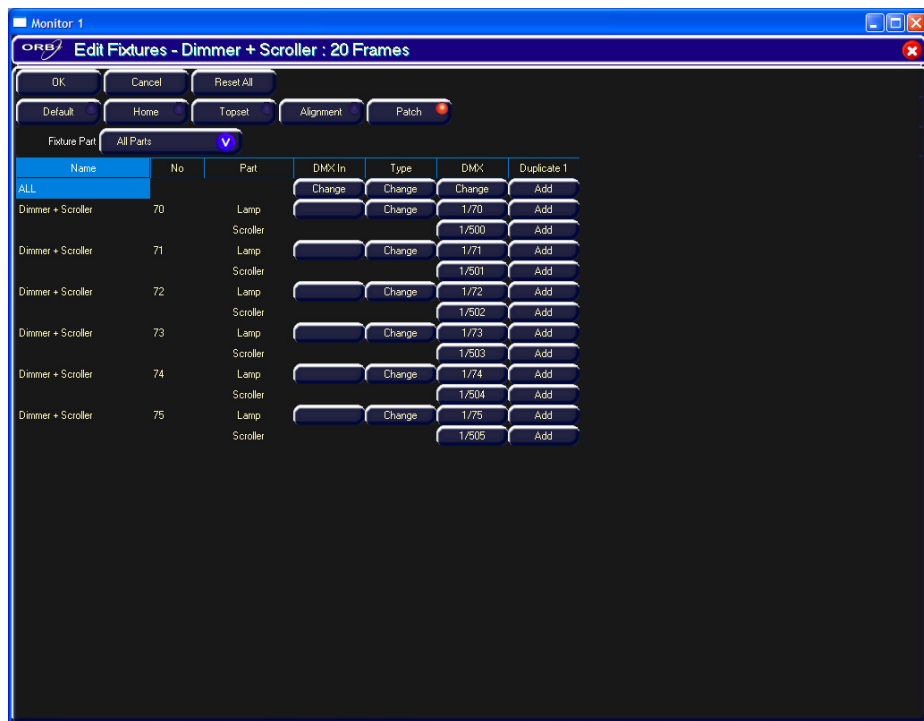 Monitor 1
ORB Edit Fixtures - Dimmer + Scroller : 20 Frames
OK Cancel Reset All
Default Home Topset Alignment Patch
Fixture Part All Parts V
Name No Part DMX In Type DMX Duplicate 1
ALL Change Change Change Add
Dimmer + Scroller 70 Lamp Change 1/70 Add
Scroller 1/500 Add
Dimmer + Scroller 71 Lamp Change 1/71 Add
Scroller 1/501 Add
Dimmer + Scroller 72 Lamp Change 1/72 Add
Scroller 1/502 Add
Dimmer + Scroller 73 Lamp Change 1/73 Add
Scroller 1/503 Add
Dimmer + Scroller 74 Lamp Change 1/74 Add
Scroller 1/504 Add
Dimmer + Scroller 75 Lamp Change 1/75 Add
Scroller 1/505 Add